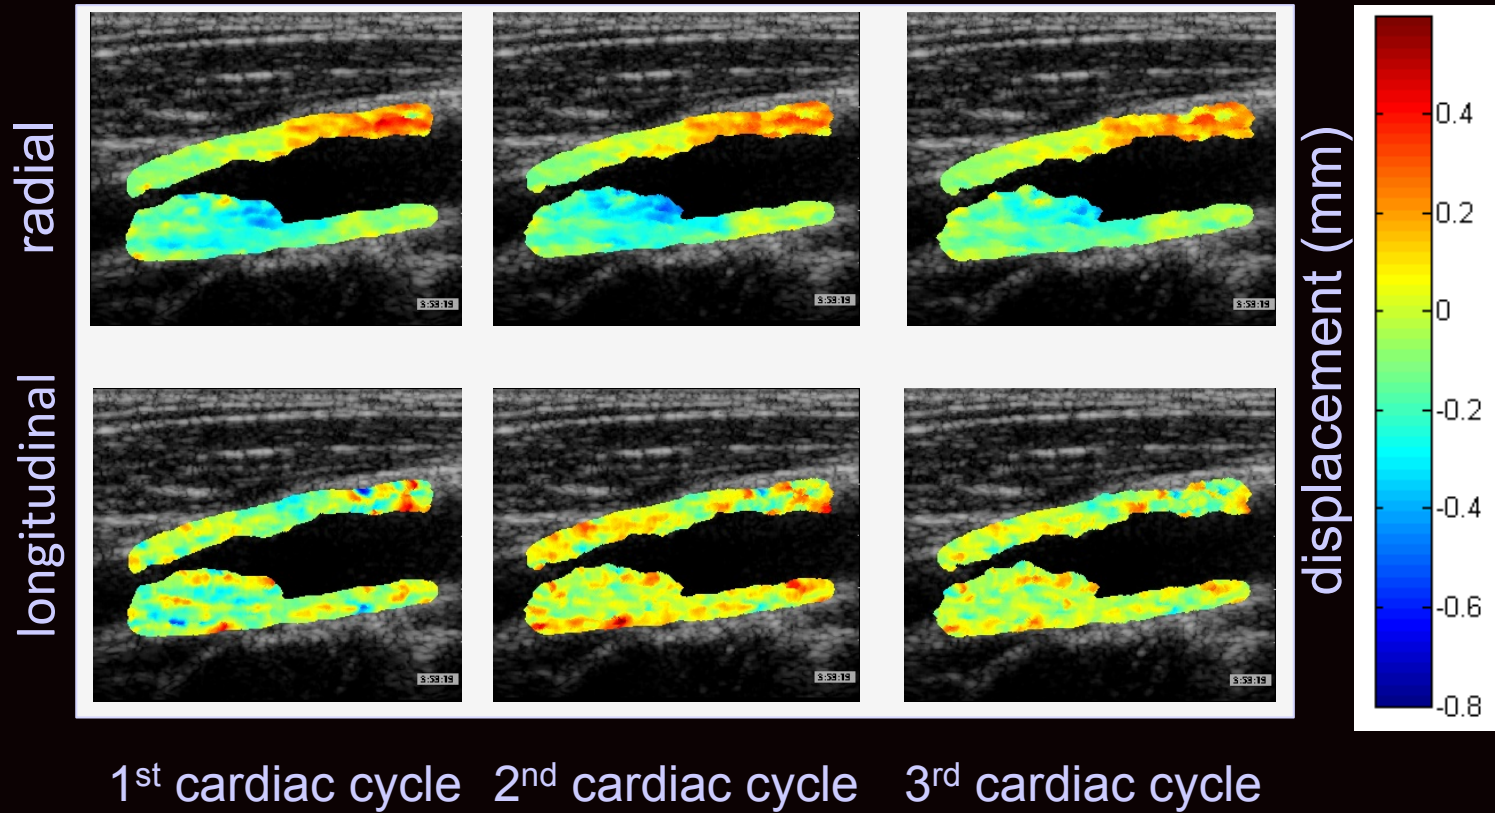 radial
longitudinal
1st cardiac cycle
2nd cardiac cycle
3rd cardiac cycle
displacement (mm)
0.4
0.2
0
-0.2
-0.4
-0.6
-0.8